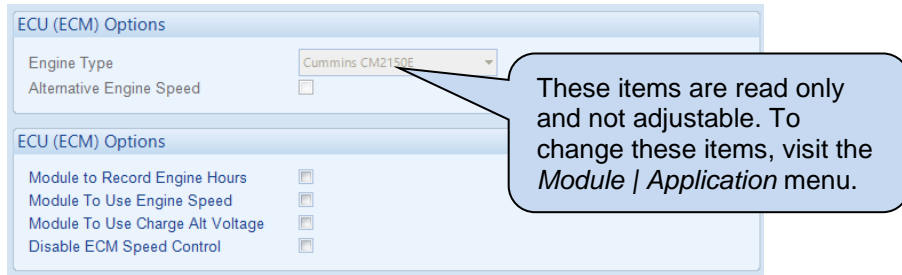 ECU (ECM) Options
Engine Type
Cummins CM2150E
Alternative Engine Speed
These items are read only
and not adjustable. To
change these items, visit the
Module | Application menu.
ECU (ECM) Options
Module to Record Engine Hours
Module To Use Engine Speed
Module To Use Charge Alt Voltage
Disable ECM Speed Control